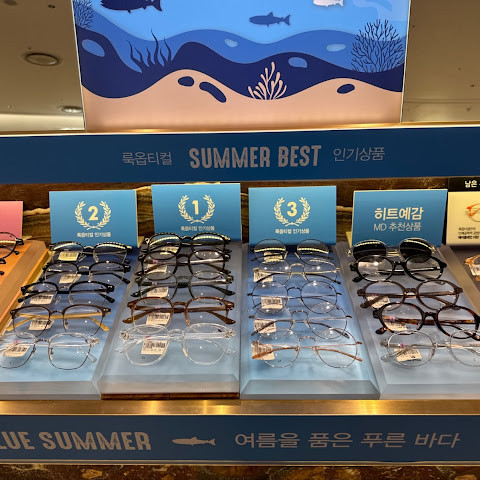 룩옵티컬 SUMMER BEST 인기상품
2
룩옵티컬 인기상품
1
룩옵티컬 인기상품
3
룩옵티컬 인기상품
히트예감
MD 추천상품
남은
LUE SUMMER 여름을 품은 푸른 바다